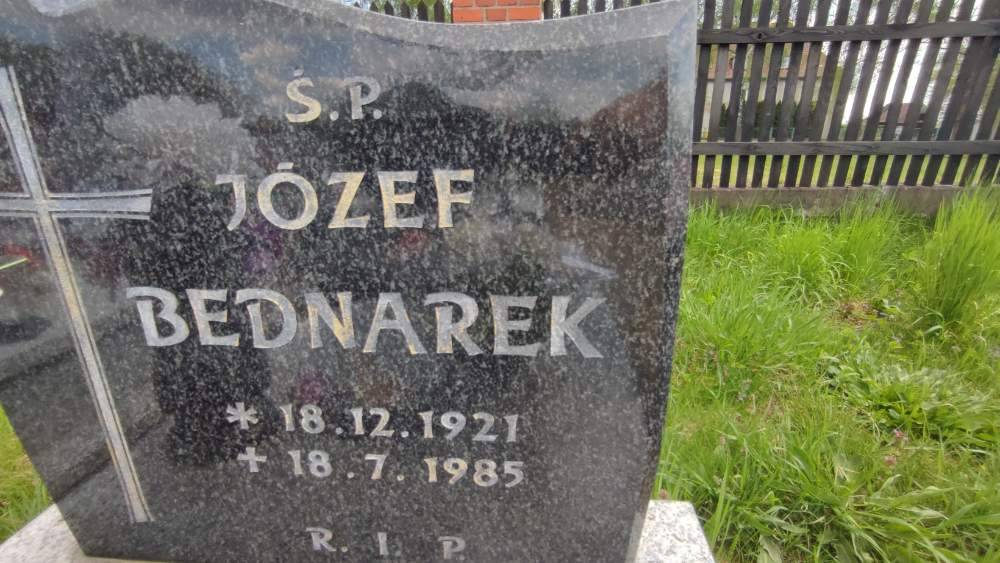 Ś.P.
JÓZEF
BEDNAREK
* 18.12.1921
+ 18.7.1985
R. I. P.